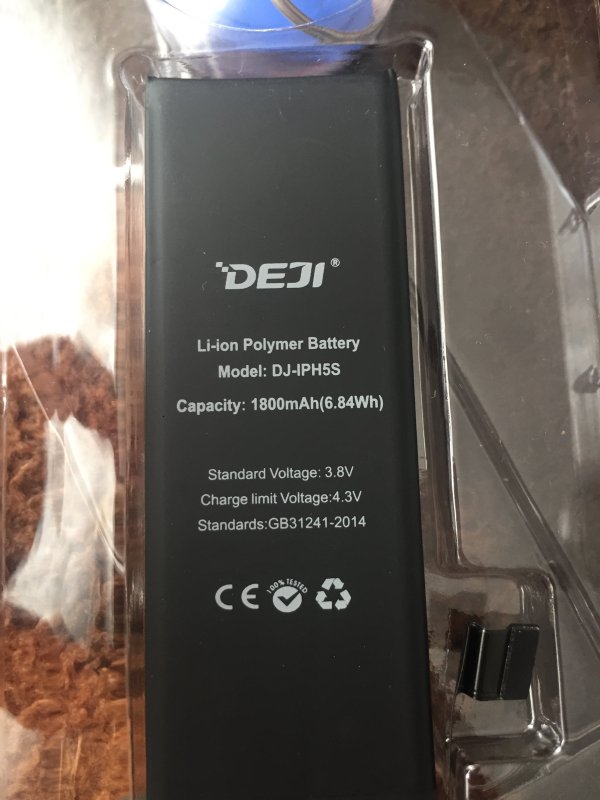 DEJI®
Li-ion Polymer Battery
Model: DJ-IPH5S
Capacity: 1800mAh(6.84Wh)
Standard Voltage: 3.8V
Charge limit Voltage:4.3V
Standards:GB31241-2014
CE 100% TESTED